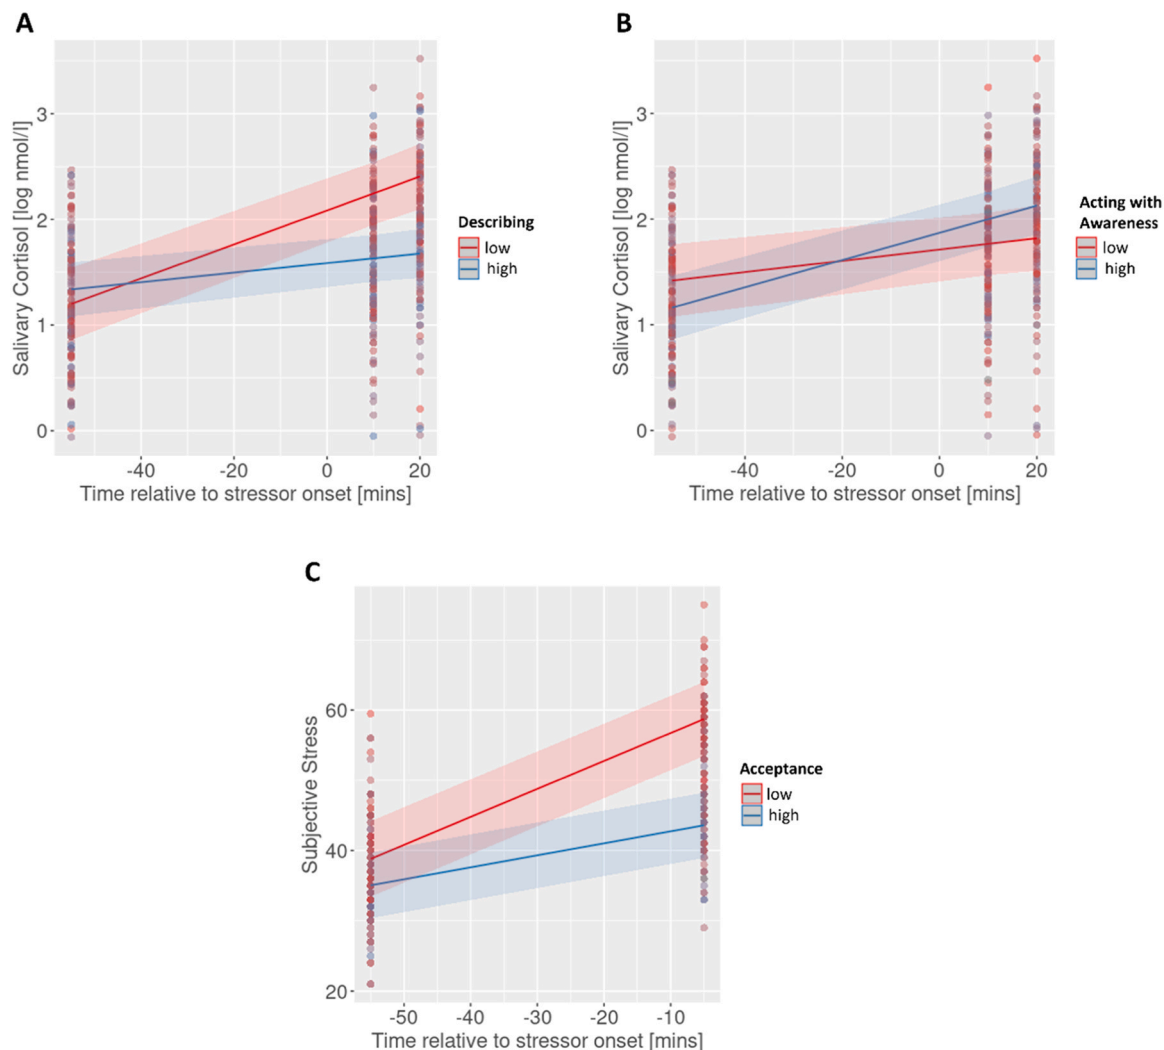 A
Salivary Cortisol [log nmol/l]
3
2
1
0
-40
-20
0
20
Time relative to stressor onset [mins]
Describing
low
high
B
Salivary Cortisol [log nmol/l]
3
2
1
0
-40
-20
0
20
Time relative to stressor onset [mins]
Acting with
Awareness
low
high
C
Subjective Stress
60
40
20
-50
-40
-30
-20
-10
Time relative to stressor onset [mins]
Acceptance
low
high